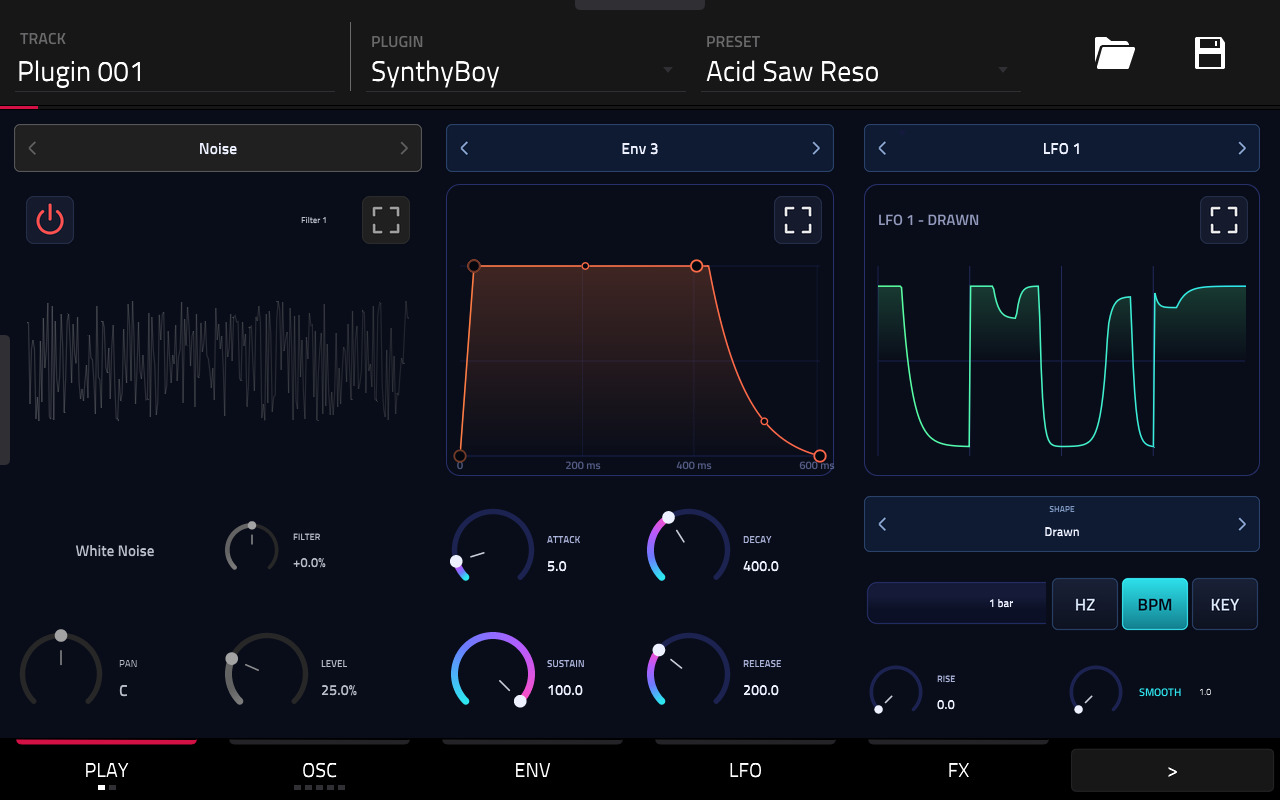 TRACK
Plugin 001
PLUGIN
SynthyBoy
PRESET
Acid Saw Reso
Noise
Env 3
LFO 1
Filter 1
LFO 1 - DRAWN
0
200 ms
400 ms
600 ms
White Noise
FILTER
+0.0%
ATTACK
5.0
DECAY
400.0
SHAPE
Drawn
1 bar
HZ
BPM
KEY
PAN
C
LEVEL
25.0%
SUSTAIN
100.0
RELEASE
200.0
RISE
0.0
SMOOTH 1.0
PLAY
OSC
ENV
LFO
FX
>